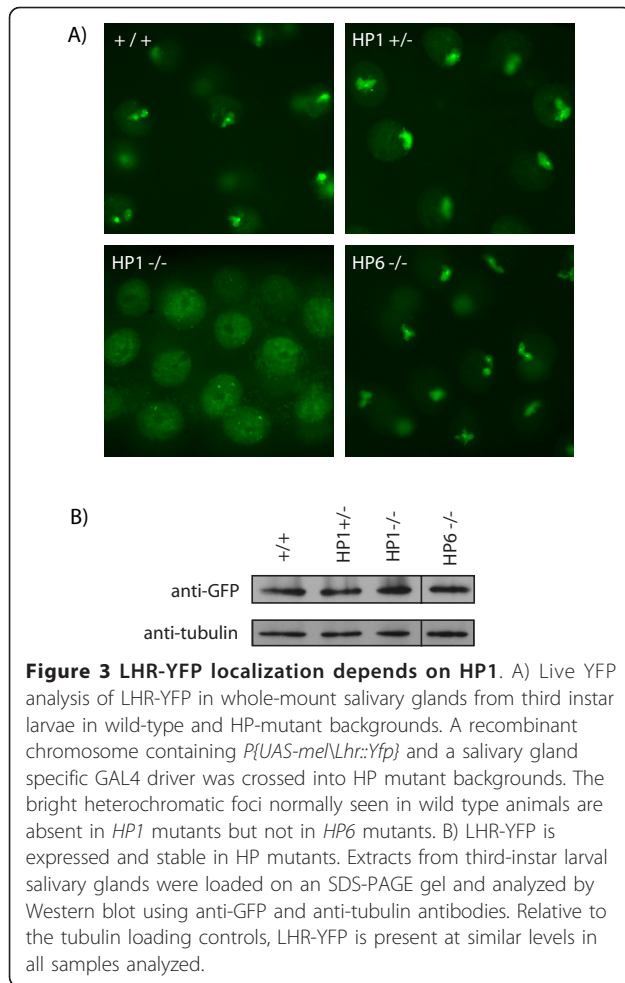 A)
+ / +
HP1 +/-
HP1 -/-
HP6 -/-
B)
+/+
HP1+/-
HP1-/-
HP6 -/-
anti-GFP
anti-tubulin
Figure 3 LHR-YFP localization depends on HP1. A) Live YFP
analysis of LHR-YFP in whole-mount salivary glands from third instar
larvae in wild-type and HP-mutant backgrounds. A recombinant
chromosome containing P{UAS-mel\Lhr::Yfp} and a salivary gland
specific GAL4 driver was crossed into HP mutant backgrounds. The
bright heterochromatic foci normally seen in wild type animals are
absent in HP1 mutants but not in HP6 mutants. B) LHR-YFP is
expressed and stable in HP mutants. Extracts from third-instar larval
salivary glands were loaded on an SDS-PAGE gel and analyzed by
Western blot using anti-GFP and anti-tubulin antibodies. Relative to
the tubulin loading controls, LHR-YFP is present at similar levels in
all samples analyzed.